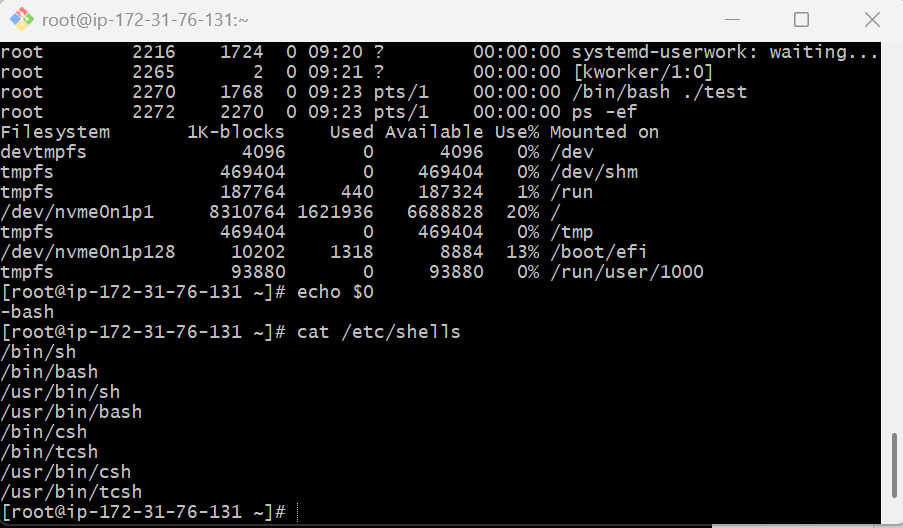 root@ip-172-31-76-131:~
root        2216    1724  0 09:20 ?        00:00:00 systemd-userwork: waiting...
root        2265       2  0 09:21 ?        00:00:00 [kworker/1:0]
root        2270    1768  0 09:23 pts/1    00:00:00 /bin/bash ./test
root        2272    2270  0 09:23 pts/1    00:00:00 ps -ef
Filesystem       1K-blocks    Used Available Use% Mounted on
devtmpfs              4096       0      4096   0% /dev
tmpfs               469404       0    469404   0% /dev/shm
tmpfs               187764     440    187324   1% /run
/dev/nvme0n1p1     8310764 1621936   6688828  20% /
tmpfs               469404       0    469404   0% /tmp
/dev/nvme0n1p128     10202    1318      8884  13% /boot/efi
tmpfs                93880       0     93880   0% /run/user/1000
[root@ip-172-31-76-131 ~]# echo $0
-bash
[root@ip-172-31-76-131 ~]# cat /etc/shells
/bin/sh
/bin/bash
/usr/bin/sh
/usr/bin/bash
/bin/csh
/bin/tcsh
/usr/bin/csh
/usr/bin/tcsh
[root@ip-172-31-76-131 ~]#